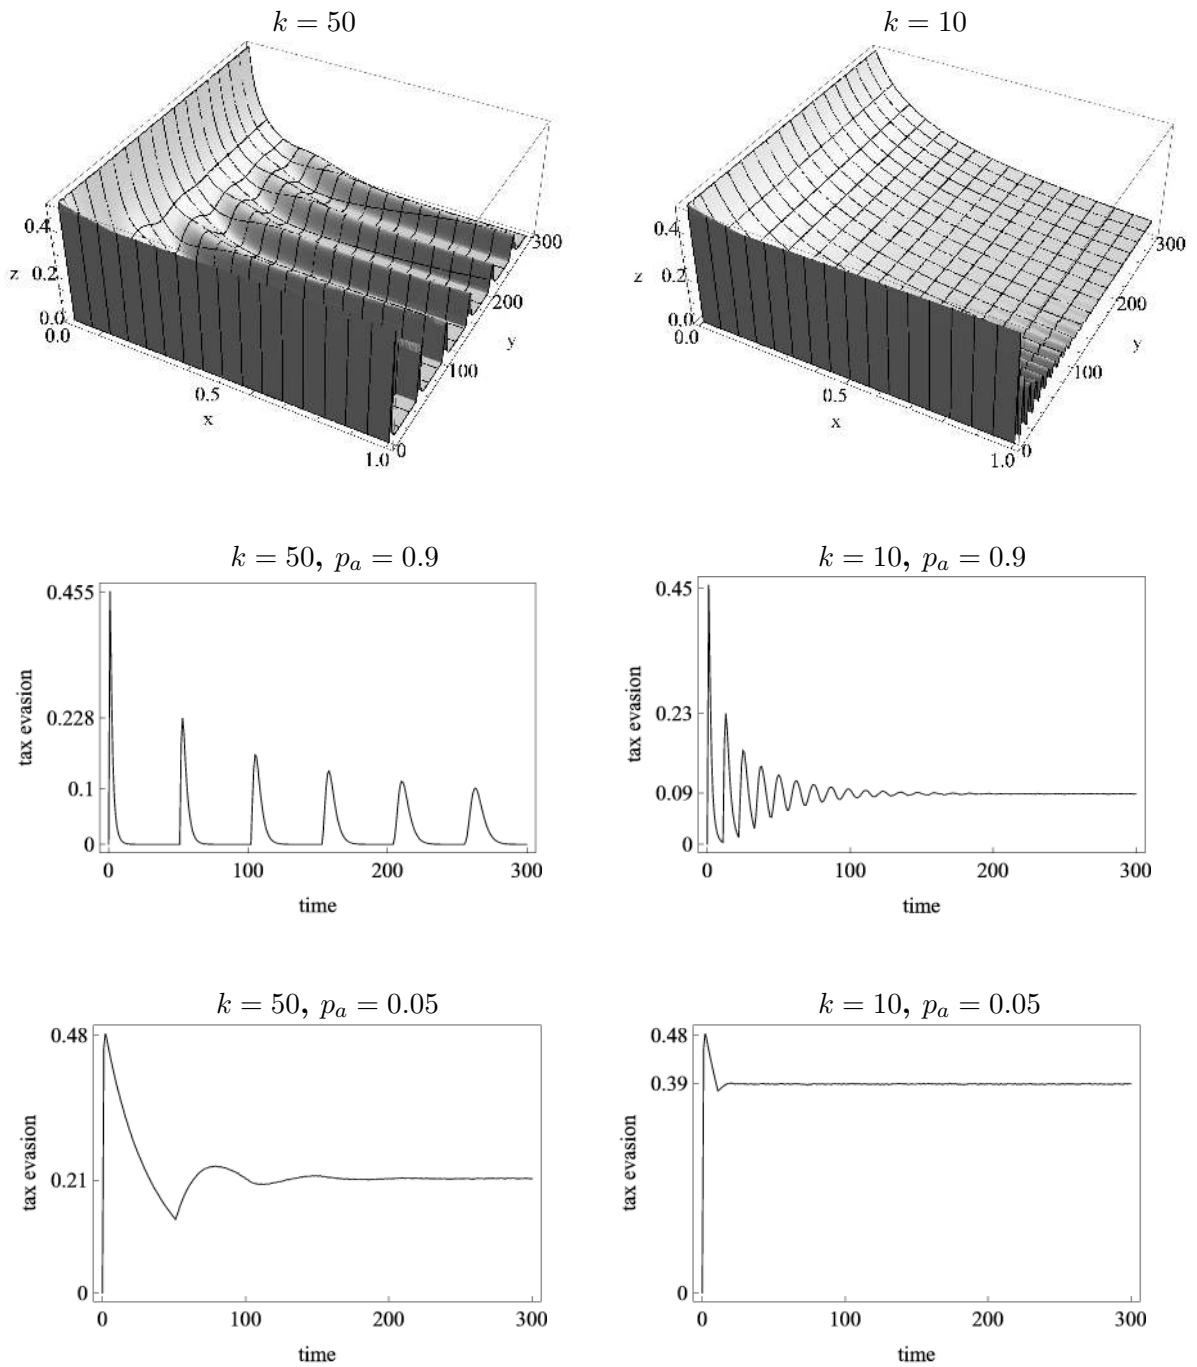 k = 50
k = 10
0.4
z 0.2
0.0
0.0
0.5
x
1.0
0
100
y
200
300
0.4
z 0.2
0.0
0.0
0.5
x
1.0
0
100
y
200
300
k = 50, pₐ = 0.9
0.455
0.228
0.1
0
tax evasion
0 100 200 300
time
k = 10, pₐ = 0.9
0.45
0.23
0.09
0
tax evasion
0 100 200 300
time
k = 50, pₐ = 0.05
0.48
0.21
0
tax evasion
0 100 200 300
time
k = 10, pₐ = 0.05
0.48
0.39
0
tax evasion
0 100 200 300
time